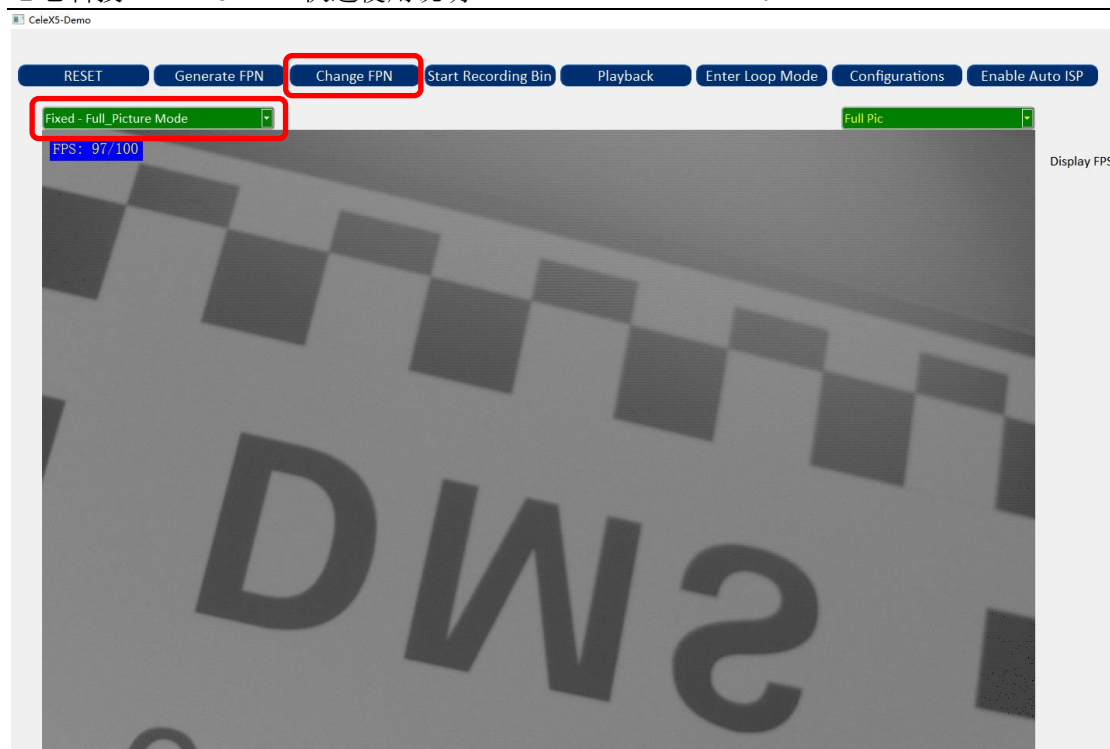 CeleX5-Demo
RESET Generate FPN Change FPN Start Recording Bin Playback Enter Loop Mode Configurations Enable Auto ISP
Fixed - Full_Picture Mode Full Pic
FPS: 97/100
Display FPS
DMS